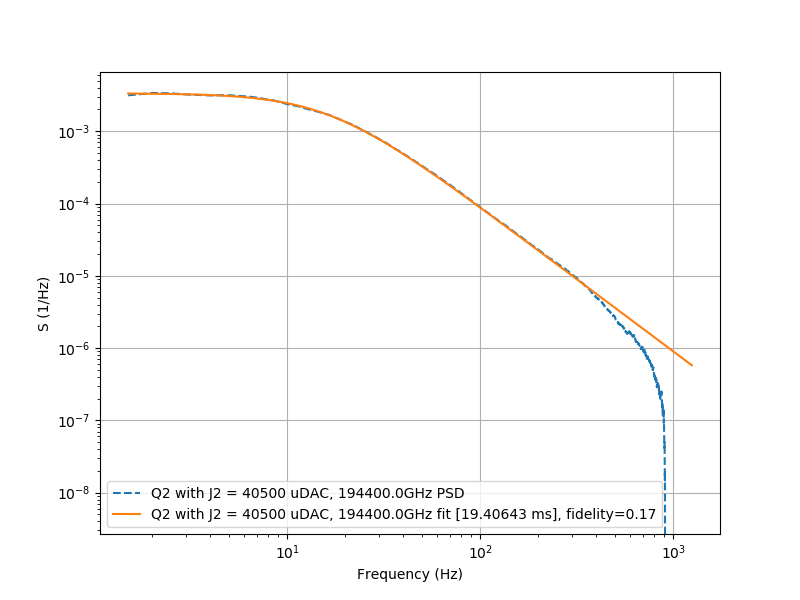 10⁻³
10⁻⁴
10⁻⁵
10⁻⁶
10⁻⁷
10⁻⁸
S (1/Hz)
Q2 with J2 = 40500 uDAC, 194400.0GHz PSD
Q2 with J2 = 40500 uDAC, 194400.0GHz fit [19.40643 ms], fidelity=0.17
10¹ 10² 10³
Frequency (Hz)